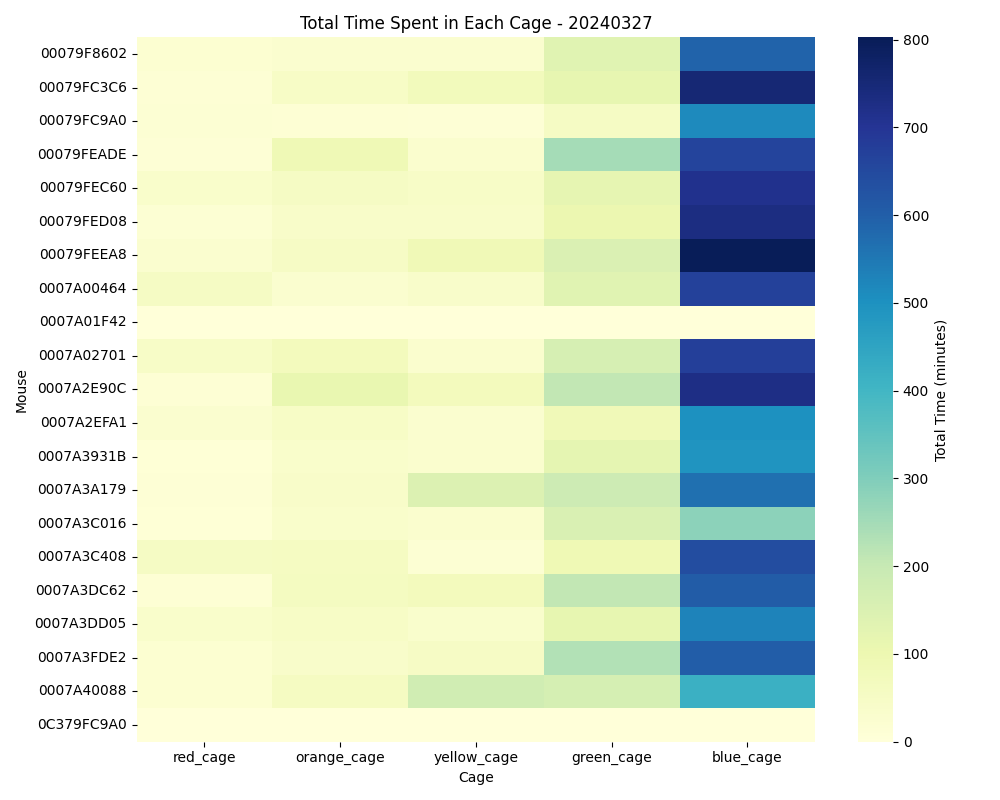 Total Time Spent in Each Cage - 20240327
00079F8602
00079FC3C6
00079FC9A0
00079FEADE
00079FEC60
00079FED08
00079FEEA8
0007A00464
0007A01F42
0007A02701
0007A2E90C
0007A2EFA1
0007A3931B
0007A3A179
0007A3C016
0007A3C408
0007A3DC62
0007A3DD05
0007A3FDE2
0007A40088
0C379FC9A0
Mouse
red_cage orange_cage yellow_cage green_cage blue_cage
Cage
800
700
600
500
400
300
200
100
0
Total Time (minutes)